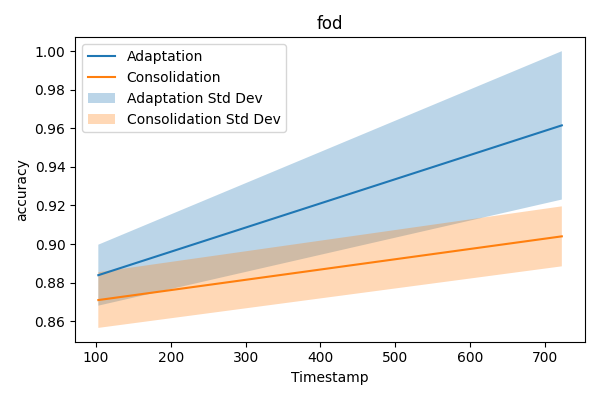 fod
Adaptation
Consolidation
Adaptation Std Dev
Consolidation Std Dev
accuracy
1.00
0.98
0.96
0.94
0.92
0.90
0.88
0.86
100 200 300 400 500 600 700
Timestamp